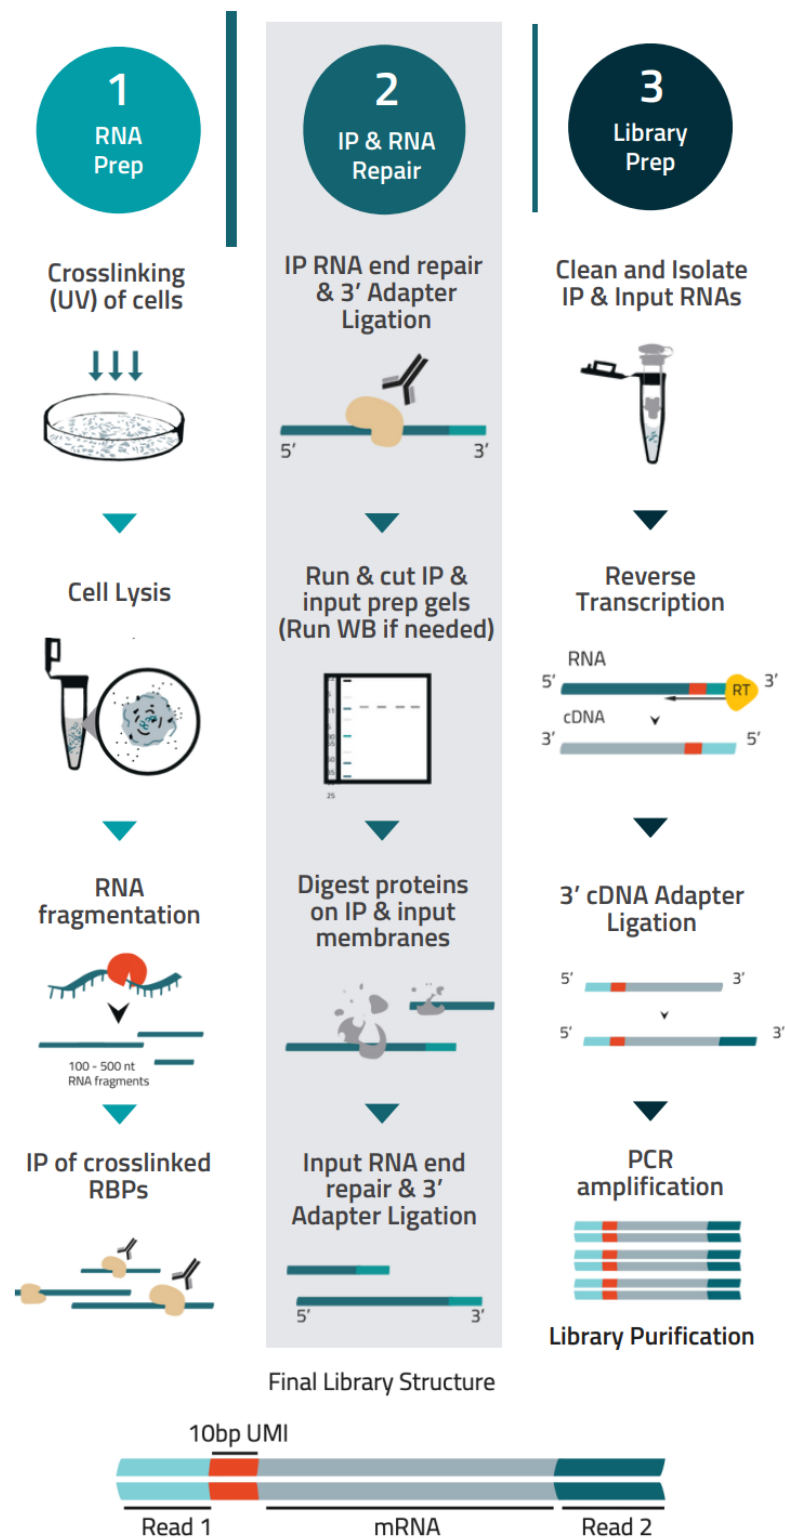 1
RNA
Prep
Crosslinking
(UV) of cells
Cell Lysis
RNA
fragmentation
100 - 500 nt
RNA fragments
IP of crosslinked
RBPs
2
IP & RNA
Repair
IP RNA end repair
& 3′ Adapter
Ligation
5′ 3′
Run & cut IP &
input prep gels
(Run WB if needed)
25
Digest proteins
on IP & input
membranes
Input RNA end
repair & 3′
Adapter Ligation
5′ 3′
3
Library
Prep
Clean and Isolate
IP & Input RNAs
Reverse
Transcription
RNA
5′ RT 3′
cDNA
3′ 5′
3′ cDNA Adapter
Ligation
5′ 3′
5′ 3′
PCR
amplification
Library Purification
Final Library Structure
10bp UMI
Read 1 mRNA Read 2